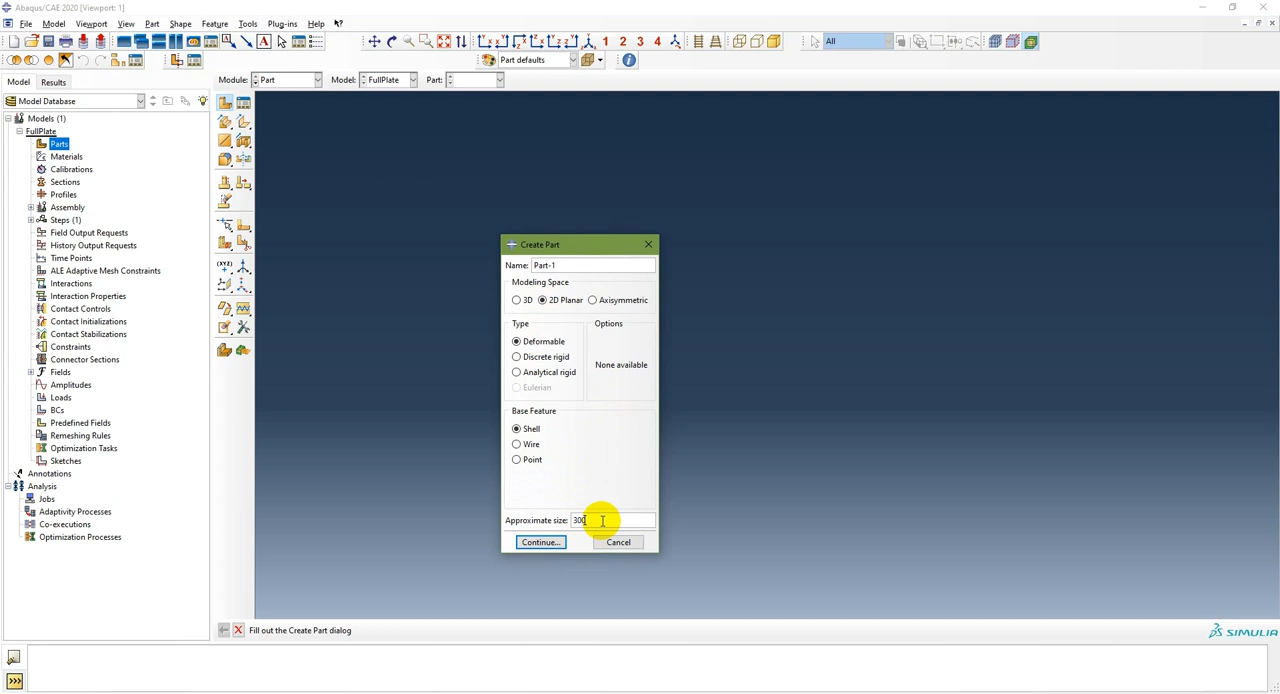 Abaqus/CAE 2020 [Viewport: 1]
File Model Viewport View Part Shape Feature Tools Plug-ins Help
A 1 2 3 4 All
Part defaults
Model Results Module: Part Model: FullPlate Part:
Model Database
Models (1)
FullPlate
Parts
Materials
Calibrations
Sections
Profiles
Assembly
Steps (1)
Field Output Requests
History Output Requests
Time Points
ALE Adaptive Mesh Constraints
Interactions
Interaction Properties
Contact Controls
Contact Initializations
Contact Stabilizations
Constraints
Connector Sections
Fields
Amplitudes
Loads
BCs
Predefined Fields
Remeshing Rules
Optimization Tasks
Sketches
Annotations
Analysis
Jobs
Adaptivity Processes
Co-executions
Optimization Processes
(XYZ)
Create Part
Name: Part-1
Modeling Space
3D 2D Planar Axisymmetric
Type Options
Deformable
Discrete rigid
Analytical rigid
Eulerian
None available
Base Feature
Shell
Wire
Point
Approximate size: 300
Continue... Cancel
Fill out the Create Part dialog
SIMULIA
>>>